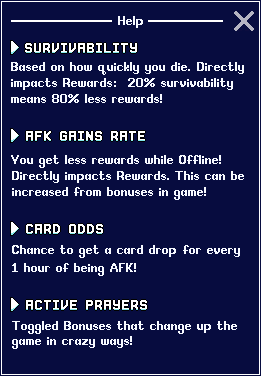 Help
SURVIVABILITY
Based on how quickly you die. Directly
impacts Rewards:  20% survivability
means 80% less rewards!
AFK GAINS RATE
You get less rewards while Offline!
Directly impacts Rewards. This can be
increased from bonuses in game!
CARD ODDS
Chance to get a card drop for every
1 hour of being AFK!
ACTIVE PRAYERS
Toggled Bonuses that change up the
game in crazy ways!